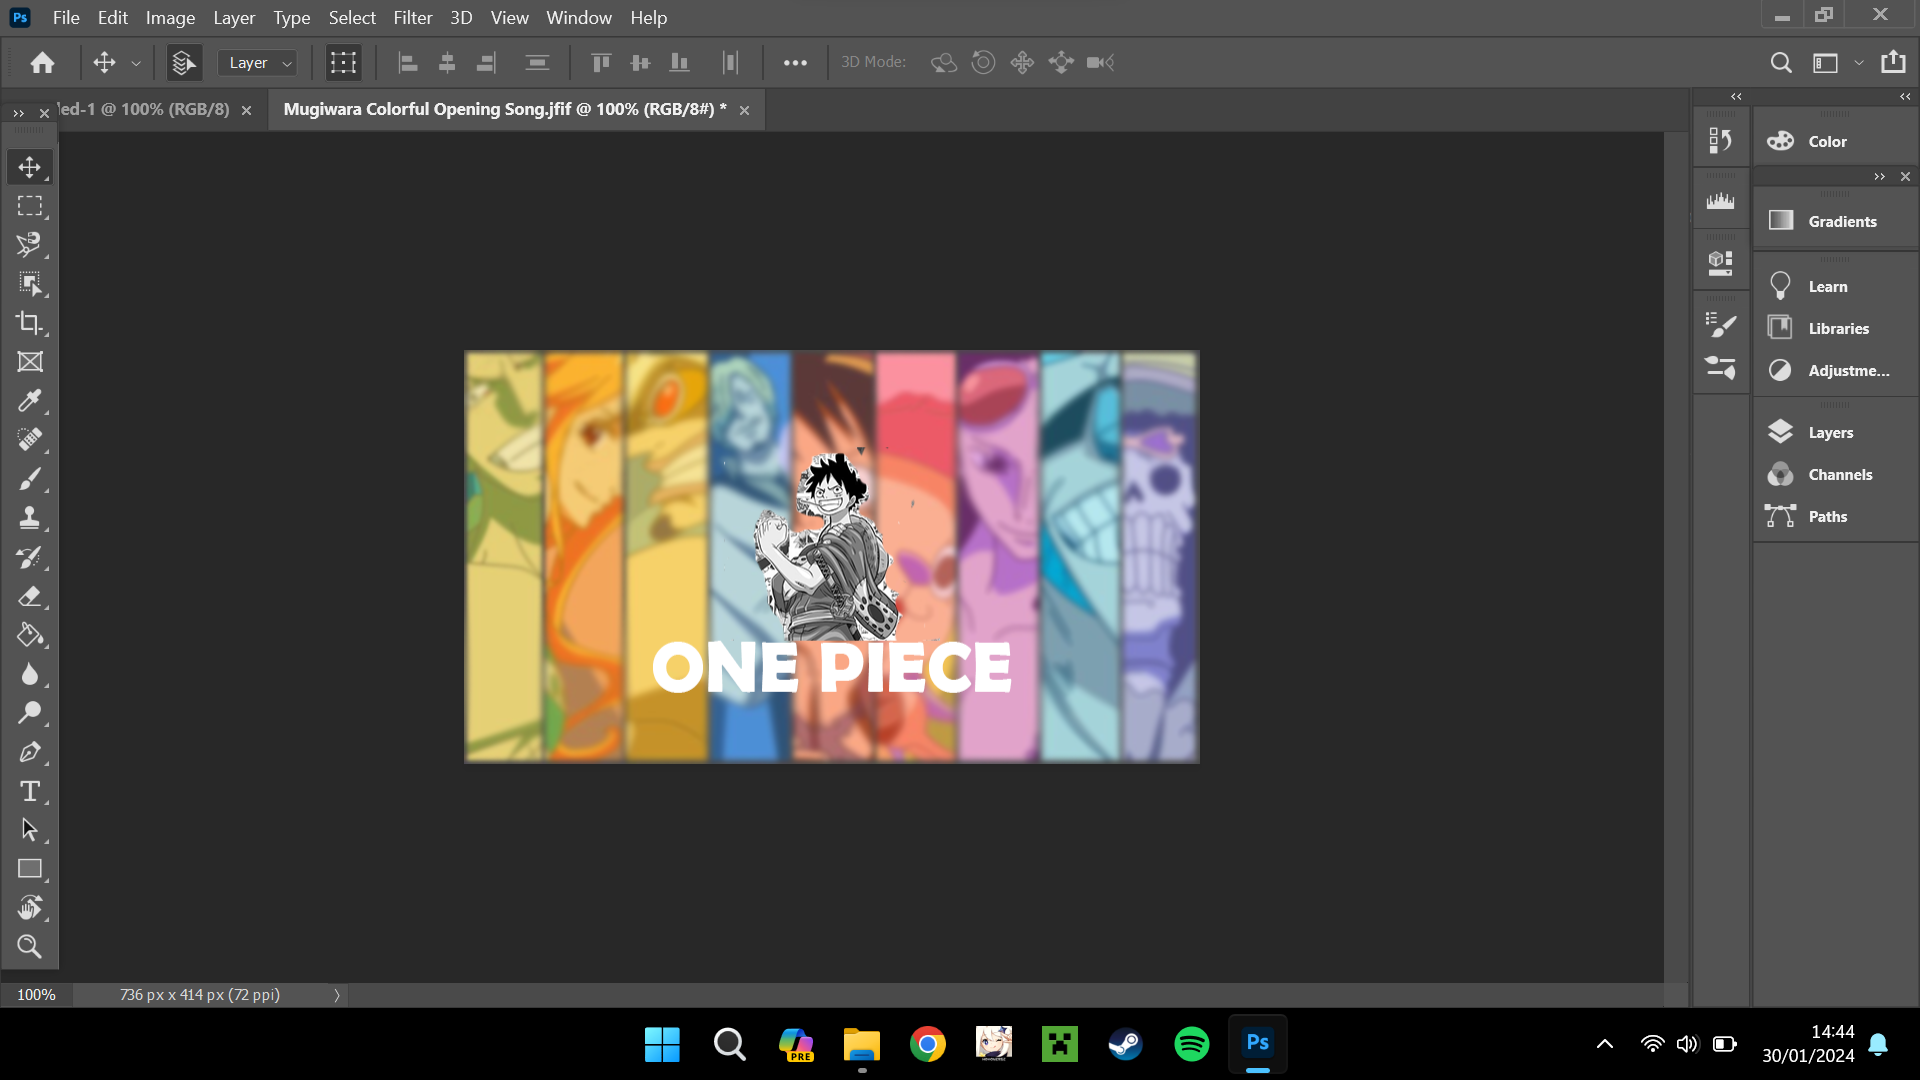 Ps File Edit Image Layer Type Select Filter 3D View Window Help
Layer 3D Mode:
led-1 @ 100% (RGB/8) Mugiwara Colorful Opening Song.jfif @ 100% (RGB/8#) *
Color
Gradients
Learn
Libraries
Adjustme...
Layers
Channels
Paths
ONE PIECE
T
100% 736 px x 414 px (72 ppi)
PRE
Ps
14:44
30/01/2024